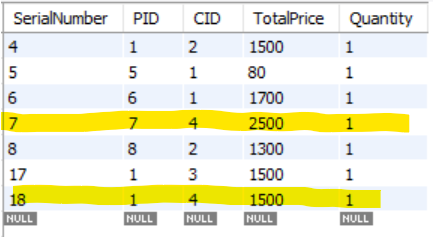 SerialNumber PID CID TotalPrice Quantity
4 1 2 1500 1
5 5 1 80 1
6 6 1 1700 1
7 7 4 2500 1
8 8 2 1300 1
17 1 3 1500 1
18 1 4 1500 1
NULL NULL NULL NULL NULL